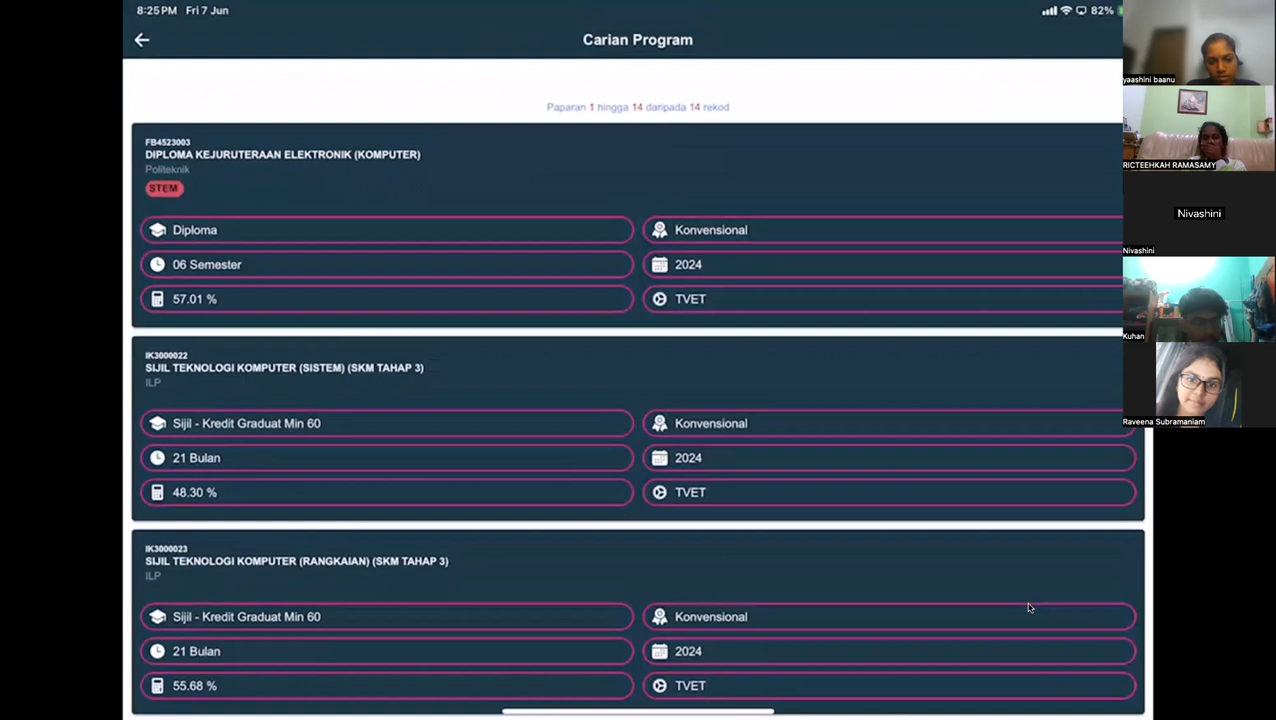 8:25 PM Fri 7 Jun
82%
Carian Program
Paparan 1 hingga 14 daripada 14 rekod
FB4523003
DIPLOMA KEJURUTERAAN ELEKTRONIK (KOMPUTER)
Politeknik
STEM
Diploma
Konvensional
06 Semester
2024
57.01 %
TVET
IK3000022
SIJIL TEKNOLOGI KOMPUTER (SISTEM) (SKM TAHAP 3)
ILP
Sijil - Kredit Graduat Min 60
Konvensional
21 Bulan
2024
48.30 %
TVET
IK3000023
SIJIL TEKNOLOGI KOMPUTER (RANGKAIAN) (SKM TAHAP 3)
ILP
Sijil - Kredit Graduat Min 60
Konvensional
21 Bulan
2024
55.68 %
TVET
yaashini baanu
RICTEEHKAH RAMASAMY
Nivashini
Nivashini
Kuhan
Raveena Subramaniam